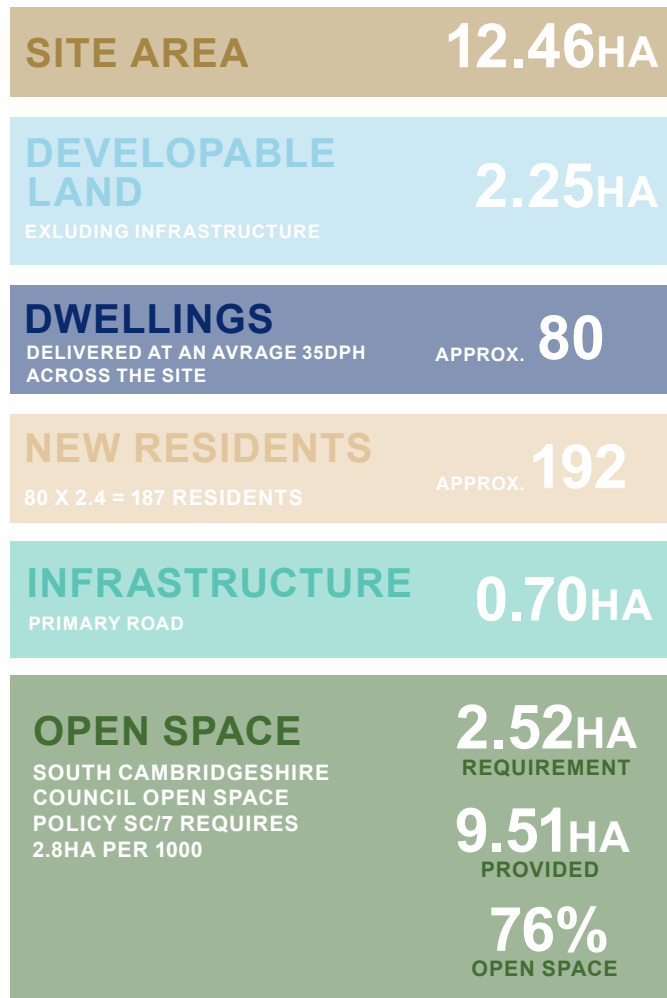 SITE AREA 12.46HA
DEVELOPABLE
LAND
2.25HA
EXLUDING INFRASTRUCTURE
DWELLINGS
DELIVERED AT AN AVRAGE 35DPH
ACROSS THE SITE
APPROX. 80
NEW RESIDENTS
80 X 2.4 = 187 RESIDENTS
APPROX. 192
INFRASTRUCTURE
PRIMARY ROAD
0.70HA
OPEN SPACE
SOUTH CAMBRIDGESHIRE
COUNCIL OPEN SPACE
POLICY SC/7 REQUIRES
2.8HA PER 1000
2.52HA
REQUIREMENT
9.51HA
PROVIDED
76%
OPEN SPACE